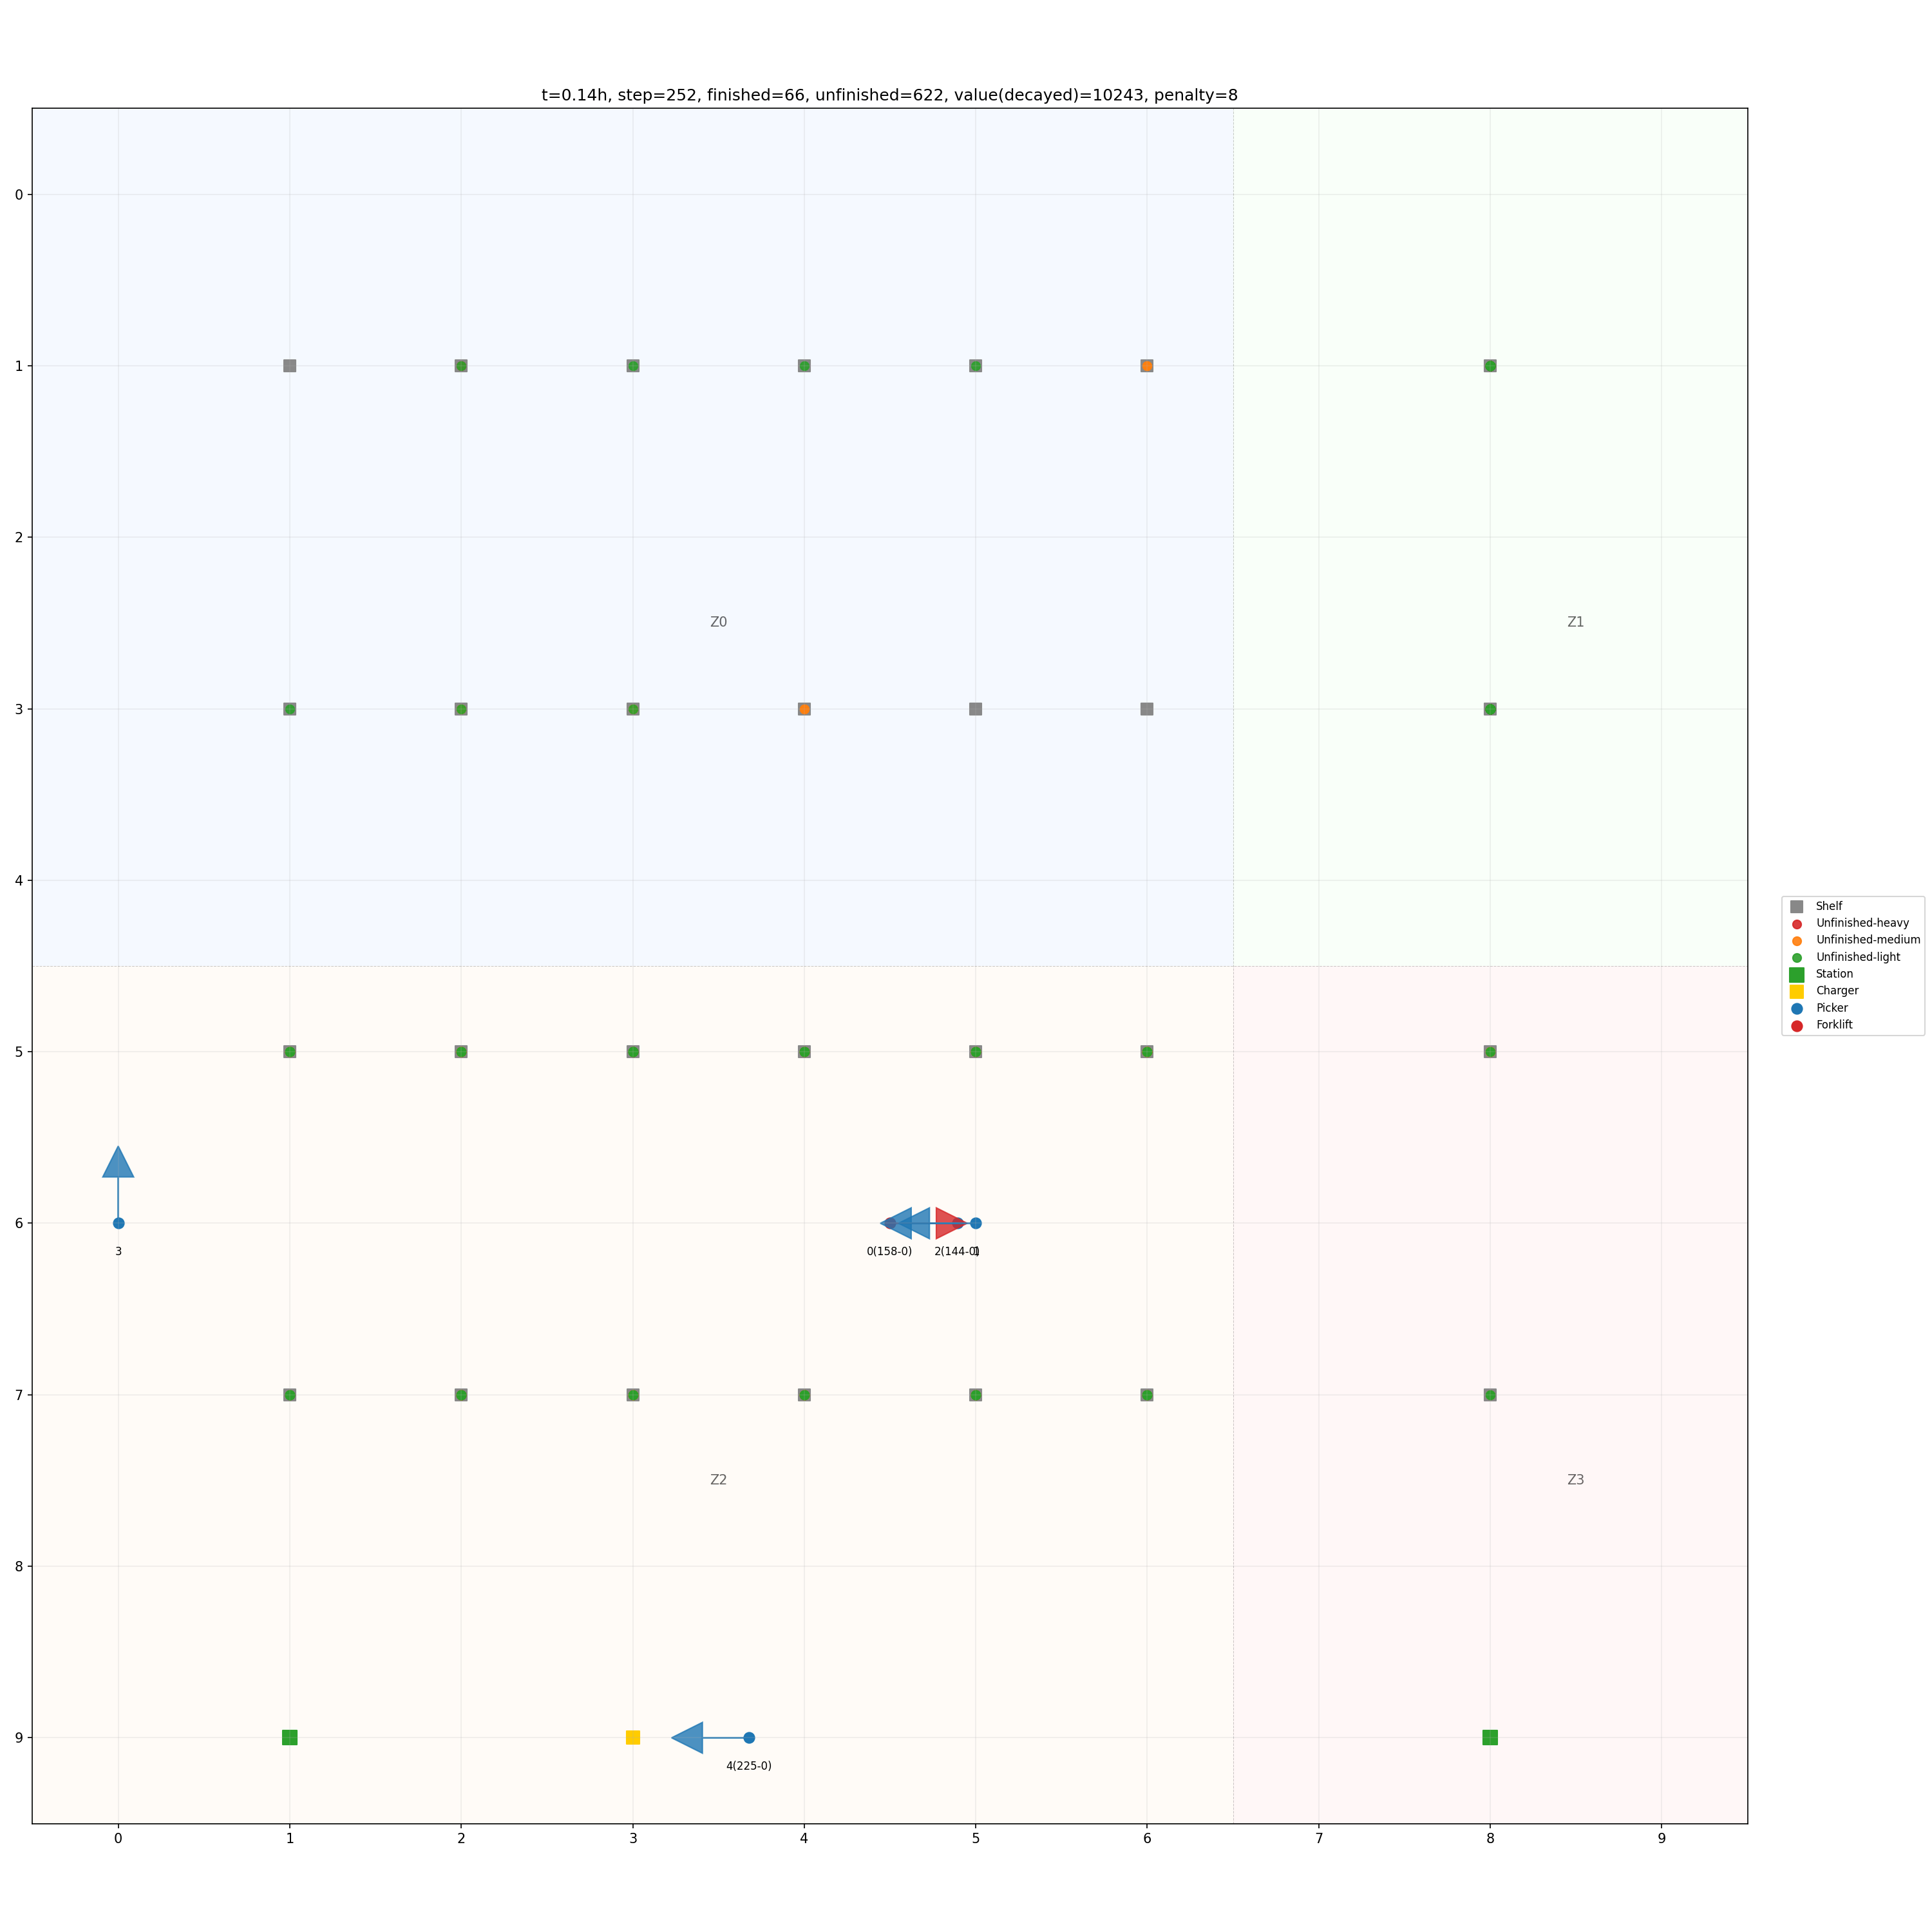 t=0.14h, step=252, finished=66, unfinished=622, value(decayed)=10243, penalty=8
0
1
2
Z0
Z1
3
4
Shelf
Unfinished-heavy
Unfinished-medium
Unfinished-light
Station
Charger
Picker
Forklift
5
6
3
0(158-0)
2(144-0)
1
7
Z2
Z3
8
9
4(225-0)
0 1 2 3 4 5 6 7 8 9